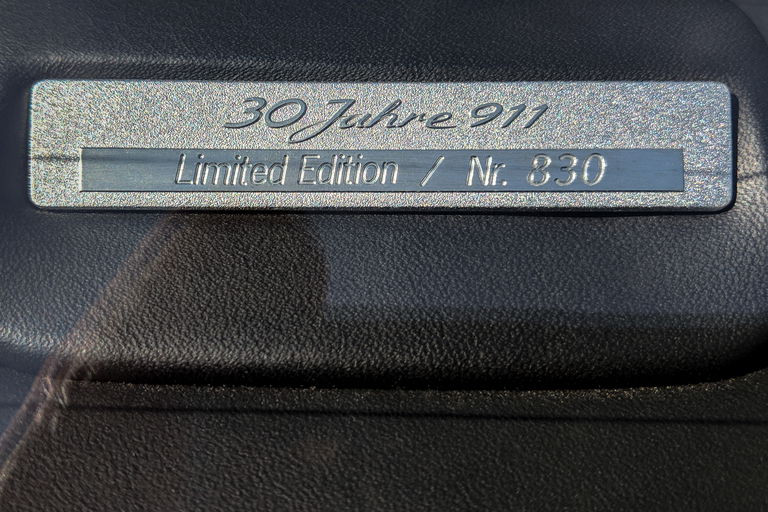 30 Jahre 911
Limited Edition / Nr. 830